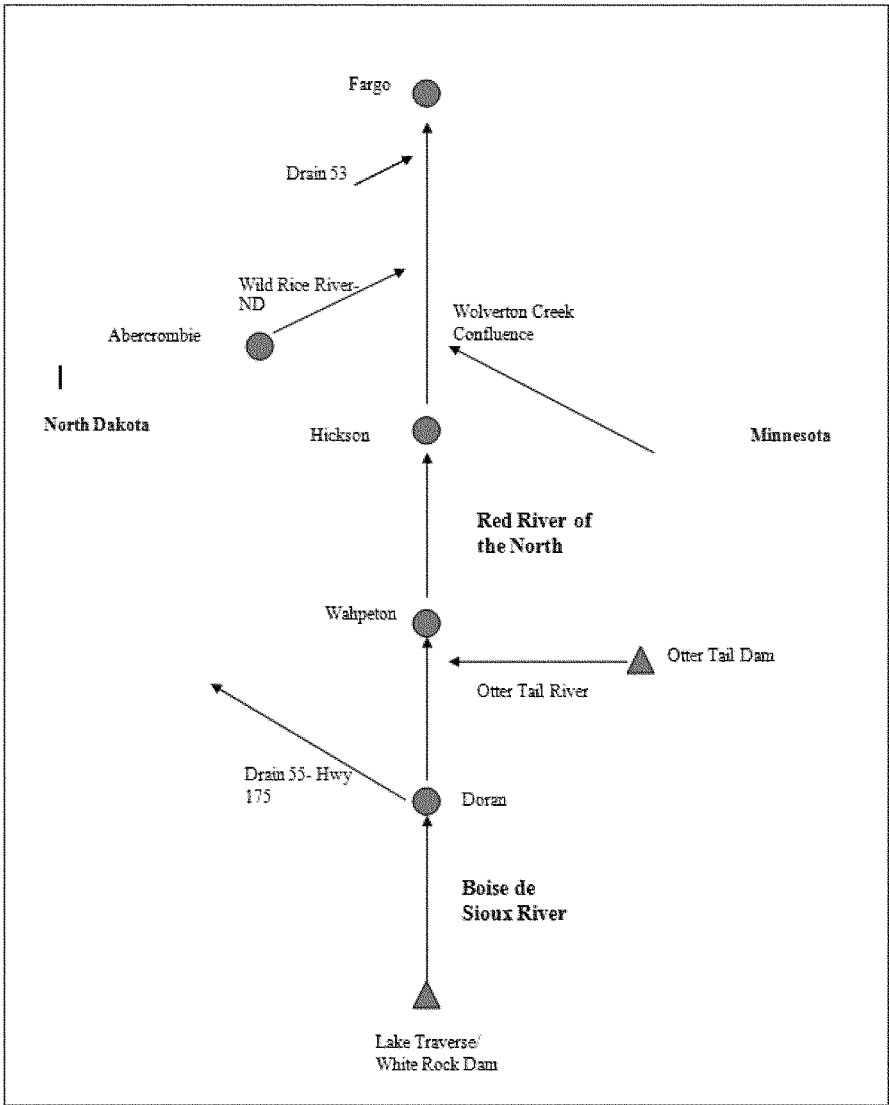 Fargo
Drain 53
Wild Rice River-
ND
Wolverton Creek
Confluence
Abercrombie
North Dakota
Hickson
Minnesota
Red River of
the North
Wahpeton
Otter Tail Dam
Otter Tail River
Drain 55- Hwy
175
Doran
Boise de
Sioux River
Lake Traverse/
White Rock Dam